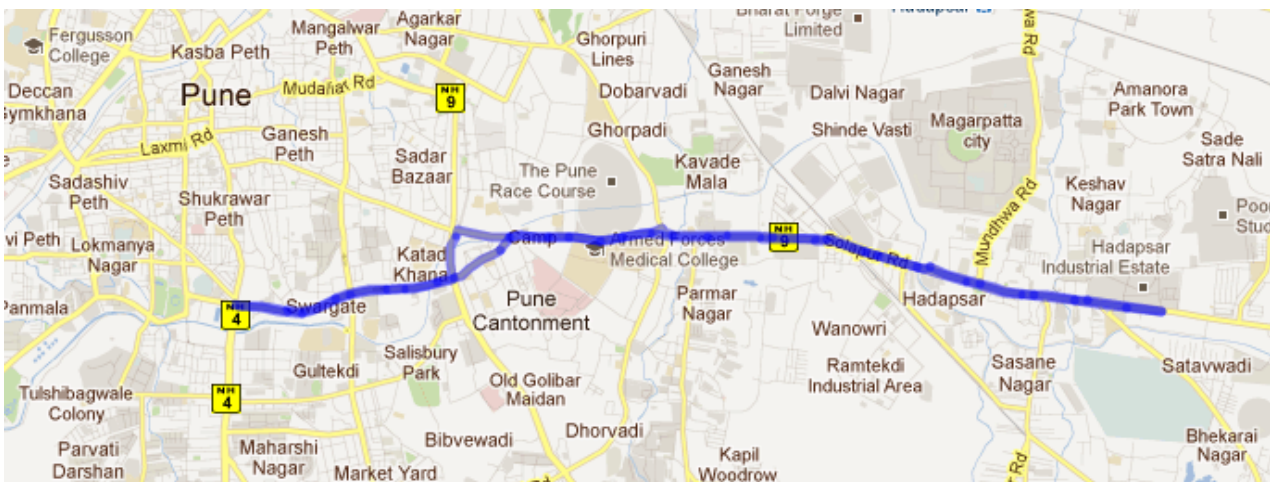 Fergusson
College
Kasba Peth
Mangalwar
Peth
Agarkar
Nagar
Ghorpuri
Lines
Bharat Forge
Limited
Hadapsar
Deccan
Gymkhana
Pune
Mudaliar Rd
NH
9
Dobarvadi
Ganesh
Nagar
Dalvi Nagar
Amanora
Park Town
Laxmi Rd
Ganesh
Peth
Sadar
Bazaar
Ghorpadi
Shinde Vasti
Magarpatta
city
Sade
Satra Nali
Sadashiv
Peth
Shukrawar
Peth
The Pune
Race Course
Kavade
Mala
Keshav
Nagar
Mundhwa Rd
vi Peth
Lokmanya
Nagar
Katad
Khana
Camp
Armed Forces
Medical College
NH
9
Solapur Rd
Hadapsar
Industrial Estate
Poor
Stud
Panmala
NH
4
Swargate
Pune
Cantonment
Parmar
Nagar
Hadapsar
Wanowri
Salisbury
Park
Gultekdi
Ramtekdi
Industrial Area
Sasane
Nagar
Satavwadi
Tulshibagwale
Colony
NH
4
Old Golibar
Maidan
Parvati
Darshan
Maharshi
Nagar
Market Yard
Bibvewadi
Dhorvadi
Kapil
Woodrow
Bhekarai
Nagar